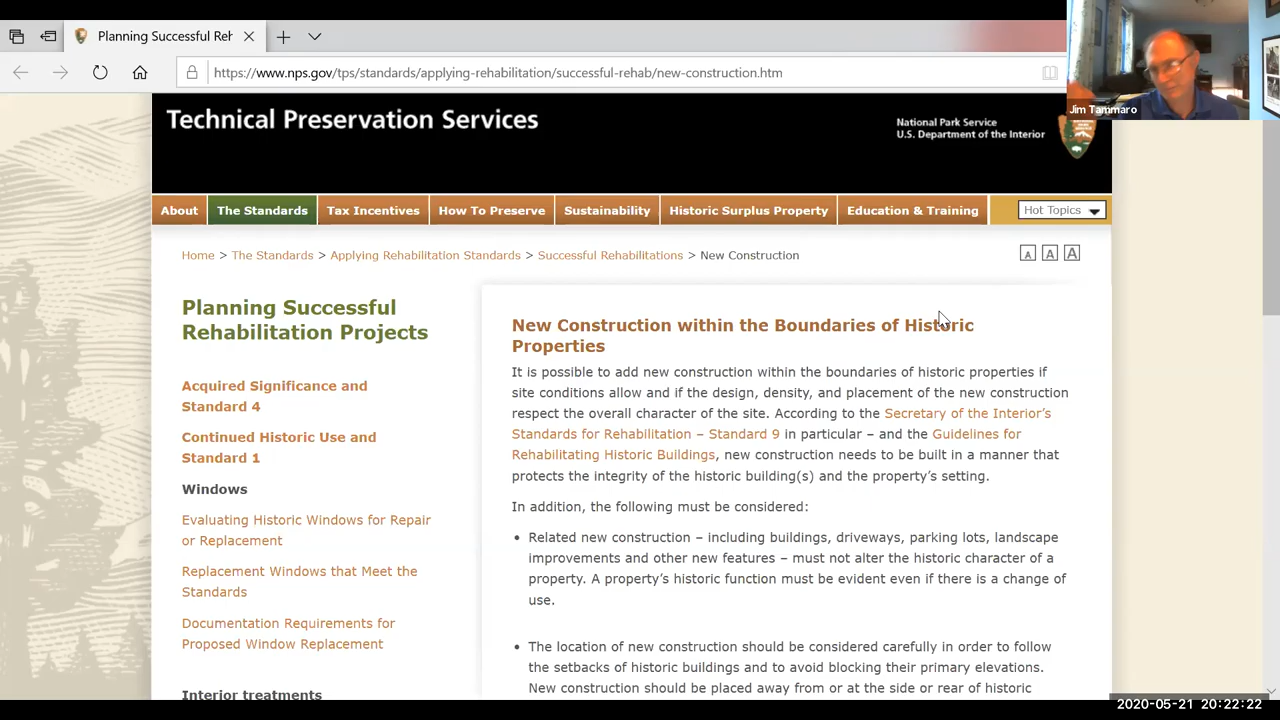 Planning Successful Reh
https://www.nps.gov/tps/standards/applying-rehabilitation/successful-rehab/new-construction.htm
Jim Tammaro
Technical Preservation Services
National Park Service
U.S. Department of the Interior
About
The Standards
Tax Incentives
How To Preserve
Sustainability
Historic Surplus Property
Education & Training
Hot Topics
Home > The Standards > Applying Rehabilitation Standards > Successful Rehabilitations > New Construction
A A A
Planning Successful
Rehabilitation Projects
Acquired Significance and
Standard 4
Continued Historic Use and
Standard 1
Windows
Evaluating Historic Windows for Repair
or Replacement
Replacement Windows that Meet the
Standards
Documentation Requirements for
Proposed Window Replacement
Interior treatments
New Construction within the Boundaries of Historic
Properties
It is possible to add new construction within the boundaries of historic properties if
site conditions allow and if the design, density, and placement of the new construction
respect the overall character of the site. According to the Secretary of the Interior's
Standards for Rehabilitation – Standard 9 in particular – and the Guidelines for
Rehabilitating Historic Buildings, new construction needs to be built in a manner that
protects the integrity of the historic building(s) and the property's setting.
In addition, the following must be considered:
• Related new construction – including buildings, driveways, parking lots, landscape
improvements and other new features – must not alter the historic character of a
property. A property's historic function must be evident even if there is a change of
use.
• The location of new construction should be considered carefully in order to follow
the setbacks of historic buildings and to avoid blocking their primary elevations.
New construction should be placed away from or at the side or rear of historic
2020-05-21 20:22:22